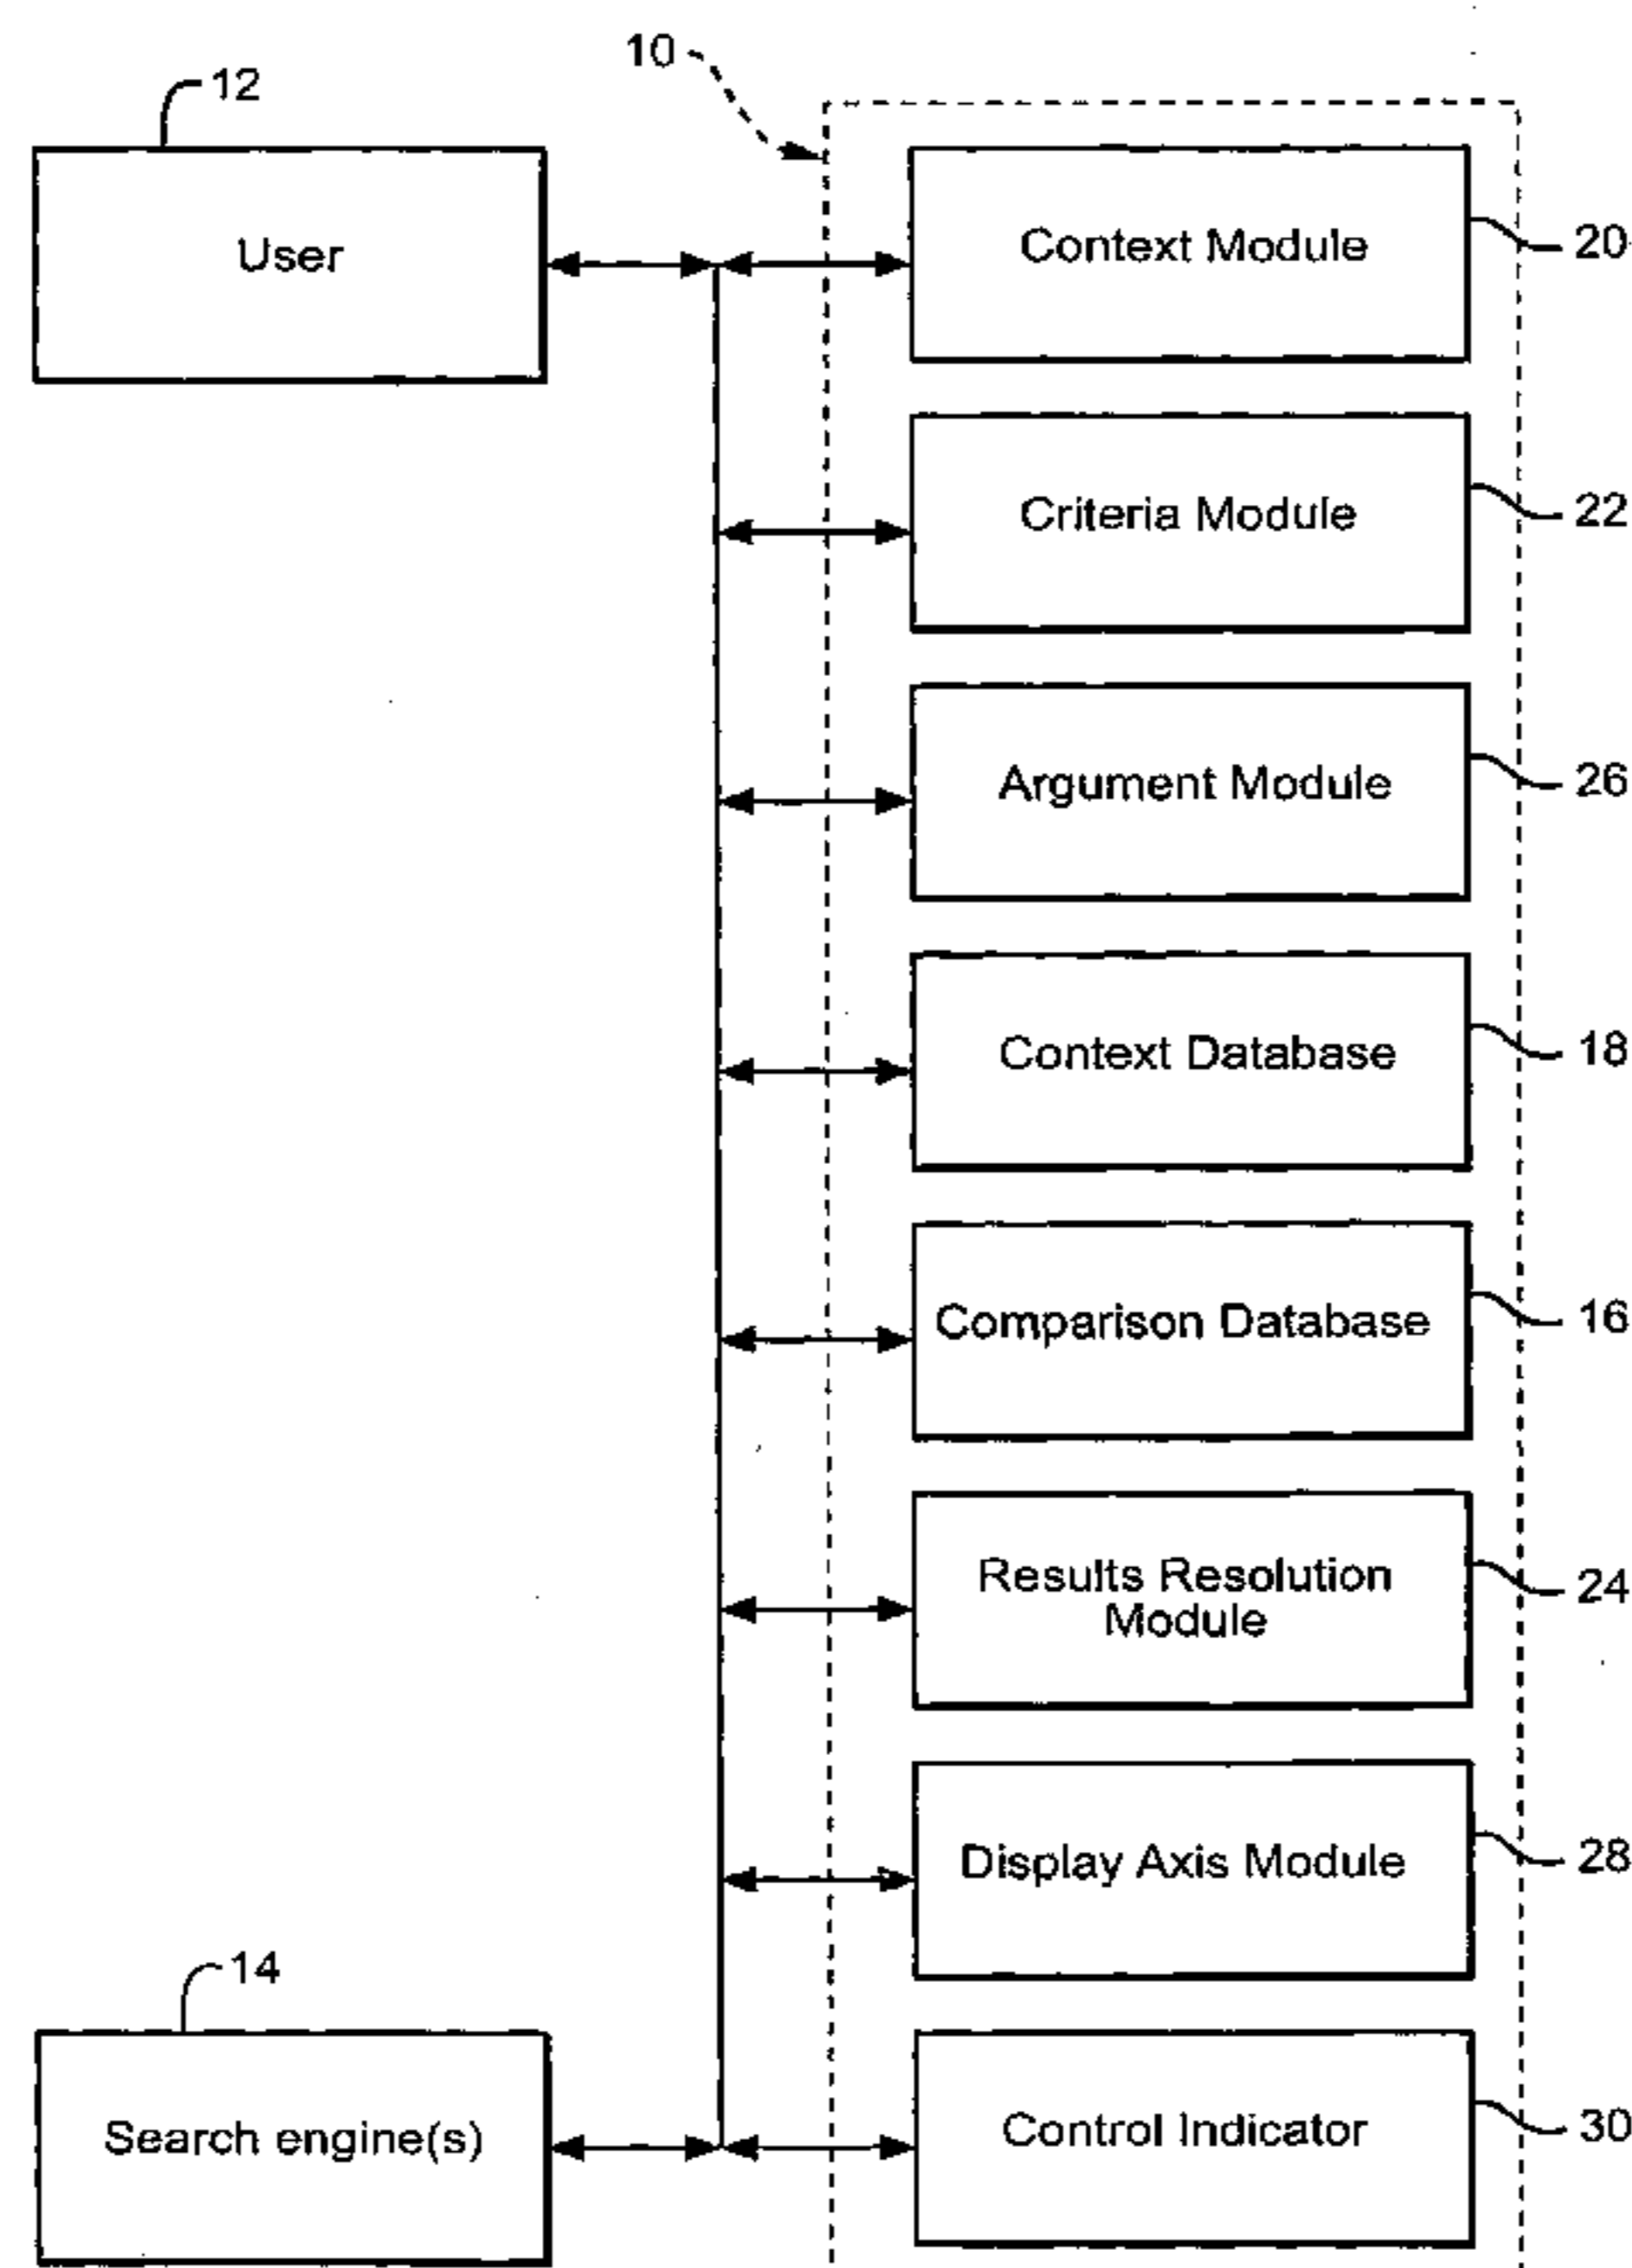 10
12
User
Context Module
20
Criteria Module
22
Argument Module
26
Context Database
18
Comparison Database
16
Results Resolution
Module
24
Display Axis Module
28
14
Search engine(s)
Control Indicator
30